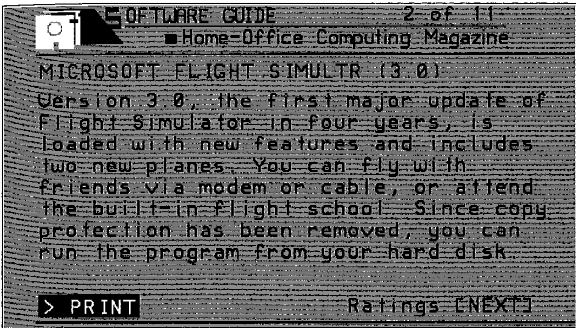 SOFTWARE GUIDE 2 of 11
■Home-Office Computing Magazine
MICROSOFT FLIGHT SIMULTR (3.0)
Version 3.0, the first major update of
Flight Simulator in four years, is
loaded with new features and includes
two new planes. You can fly with
friends via modem or cable, or attend
the built-in flight school. Since copy
protection has been removed, you can
run the program from your hard disk.
> PRINT Ratings [NEXT]